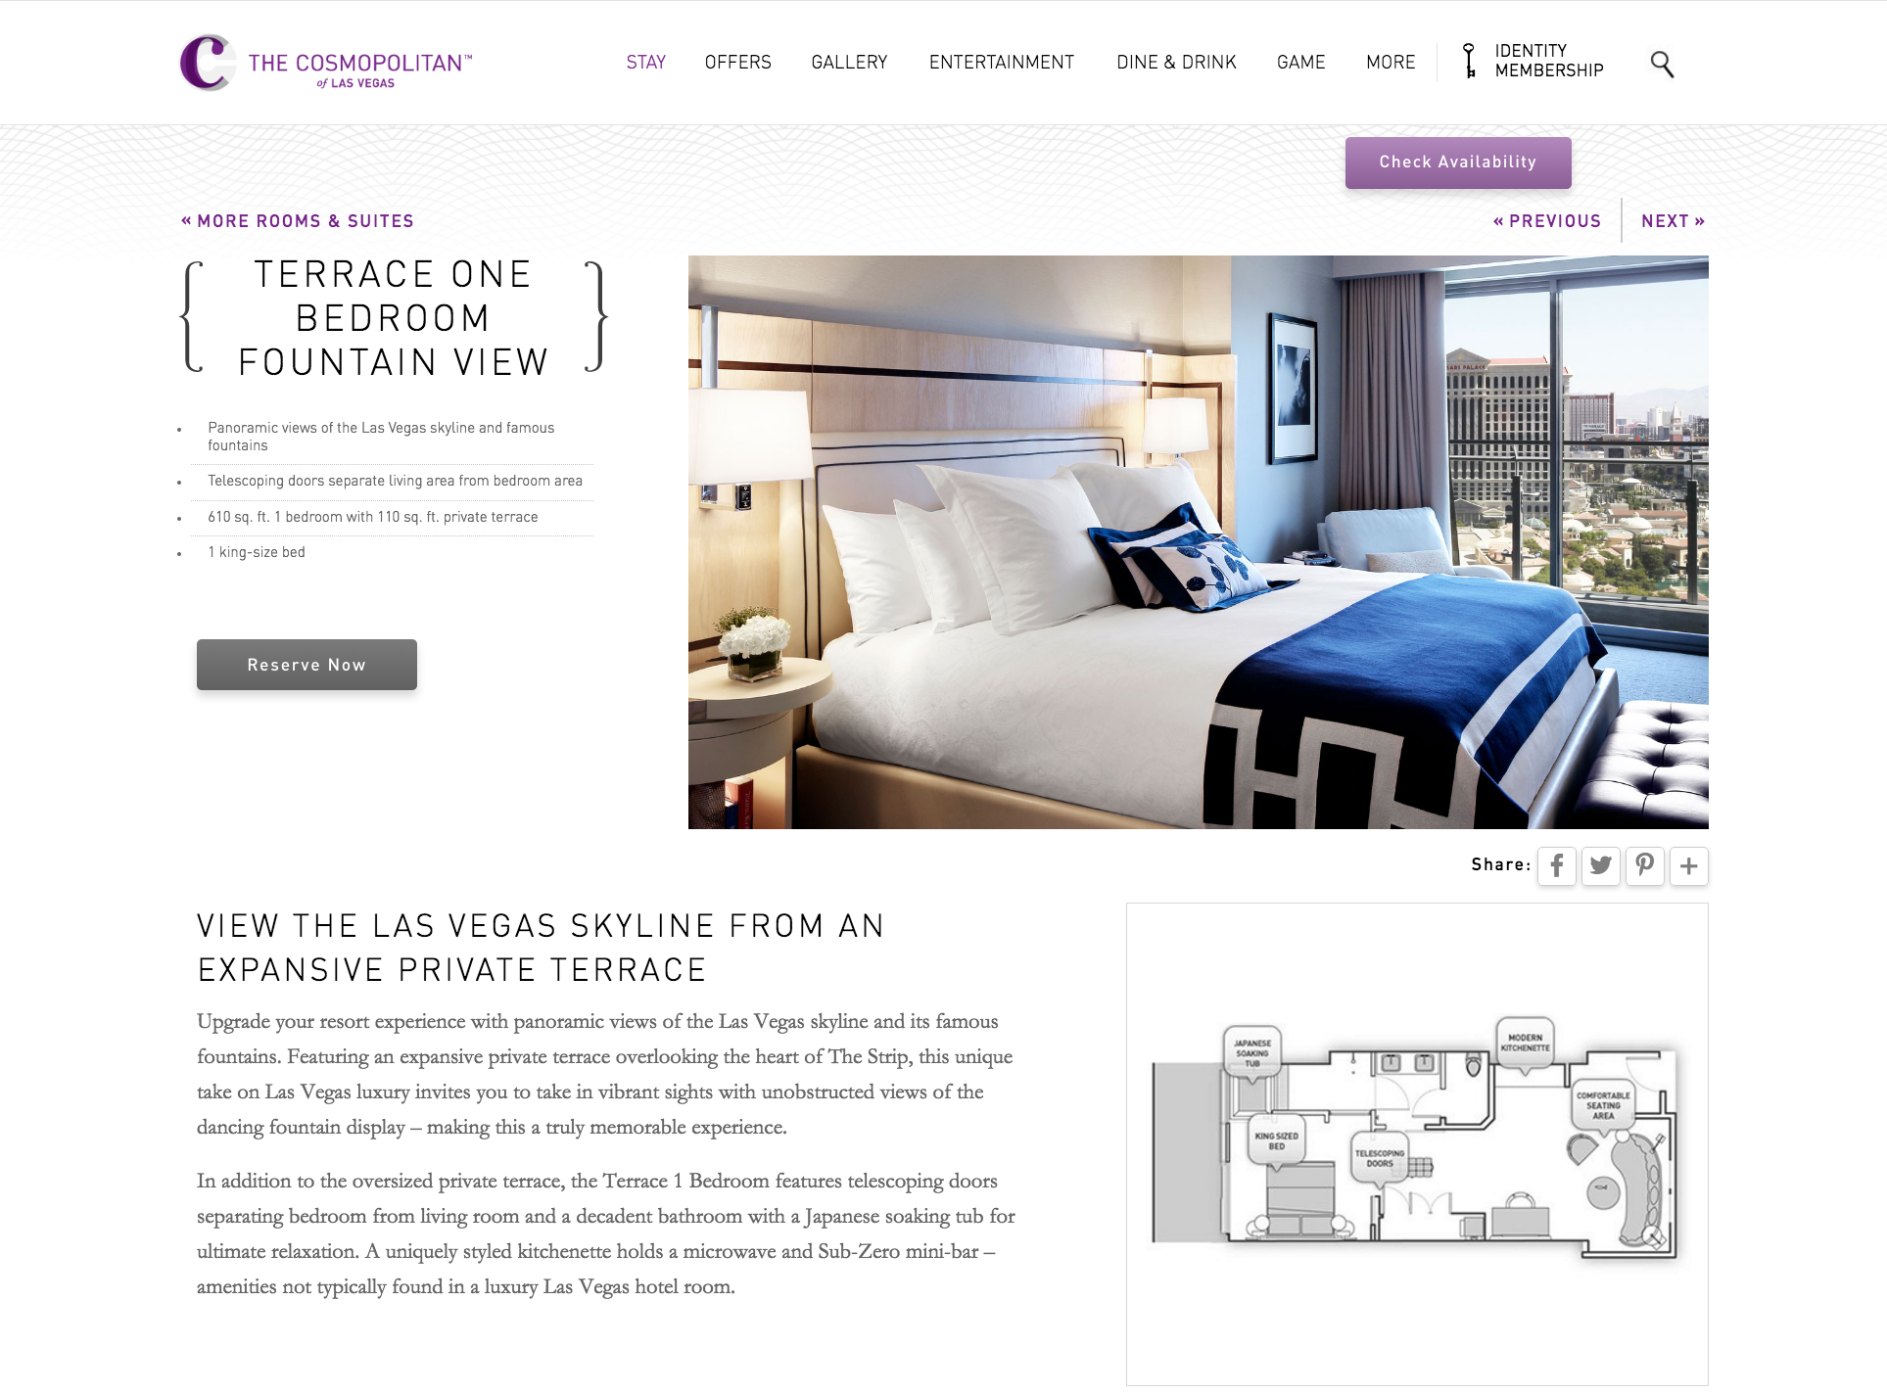 THE COSMOPOLITAN™
of LAS VEGAS
STAY
OFFERS
GALLERY
ENTERTAINMENT
DINE & DRINK
GAME
MORE
IDENTITY
MEMBERSHIP
Check Availability
« MORE ROOMS & SUITES
« PREVIOUS
NEXT »
TERRACE ONE
BEDROOM
FOUNTAIN VIEW
• Panoramic views of the Las Vegas skyline and famous
fountains
• Telescoping doors separate living area from bedroom area
• 610 sq. ft. 1 bedroom with 110 sq. ft. private terrace
• 1 king-size bed
Reserve Now
PALACE
Share:
VIEW THE LAS VEGAS SKYLINE FROM AN
EXPANSIVE PRIVATE TERRACE
Upgrade your resort experience with panoramic views of the Las Vegas skyline and its famous
fountains. Featuring an expansive private terrace overlooking the heart of The Strip, this unique
take on Las Vegas luxury invites you to take in vibrant sights with unobstructed views of the
dancing fountain display – making this a truly memorable experience.
In addition to the oversized private terrace, the Terrace 1 Bedroom features telescoping doors
separating bedroom from living room and a decadent bathroom with a Japanese soaking tub for
ultimate relaxation. A uniquely styled kitchenette holds a microwave and Sub-Zero mini-bar –
amenities not typically found in a luxury Las Vegas hotel room.
JAPANESE
SOAKING
TUB
MODERN
KITCHENETTE
COMFORTABLE
SEATING
AREA
KING SIZED
BED
TELESCOPING
DOORS